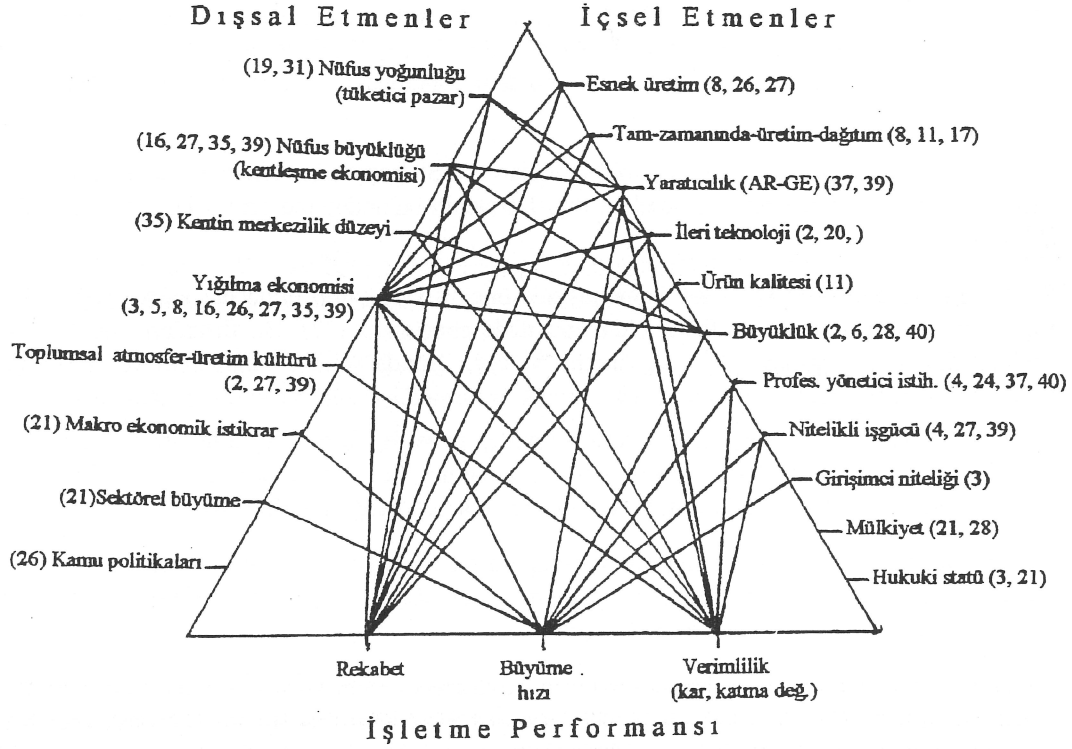 Dışsal Etmenler
İçsel Etmenler
(19, 31) Nüfus yoğunluğu
(tüketici pazar)
(16, 27, 35, 39) Nüfus büyüklüğü
(kentleşme ekonomisi)
(35) Kentin merkezilik düzeyi
Yığılma ekonomisi
(3, 5, 8, 16, 26, 27, 35, 39)
Toplumsal atmosfer-üretim kültürü
(2, 27, 39)
(21) Makro ekonomik istikrar
(21)Sektörel büyüme
(26) Kamu politikaları
Esnek üretim (8, 26, 27)
Tam-zamanında-üretim-dağıtım (8, 11, 17)
Yaratıcılık (AR-GE) (37, 39)
İleri teknoloji (2, 20, )
Ürün kalitesi (11)
Büyüklük (2, 6, 28, 40)
Profes. yönetici istih. (4, 24, 37, 40)
Nitelikli işgücü (4, 27, 39)
Girişimci niteliği (3)
Mülkiyet (21, 28)
Hukuki statü (3, 21)
Rekabet
Büyüme
hızı
Verimlilik
(kar, katma değ.)
İşletme Performansı